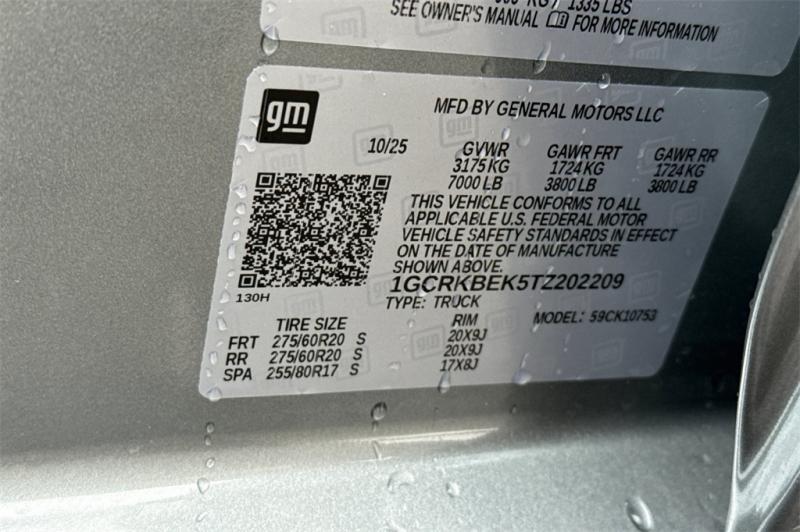 KG / 1335 LBS
SEE OWNER'S MANUAL FOR MORE INFORMATION
gm
MFD BY GENERAL MOTORS LLC
10/25 GVWR GAWR FRT GAWR RR
3175 KG 1724 KG 1724 KG
7000 LB 3800 LB 3800 LB
THIS VEHICLE CONFORMS TO ALL
APPLICABLE U.S. FEDERAL MOTOR
VEHICLE SAFETY STANDARDS IN EFFECT
ON THE DATE OF MANUFACTURE
SHOWN ABOVE.
130H
1GCRKBEK5TZ202209
TYPE: TRUCK
TIRE SIZE RIM MODEL: 59CK10753
FRT 275/60R20 S 20X9J
RR 275/60R20 S 20X9J
SPA 255/80R17 S 17X8J